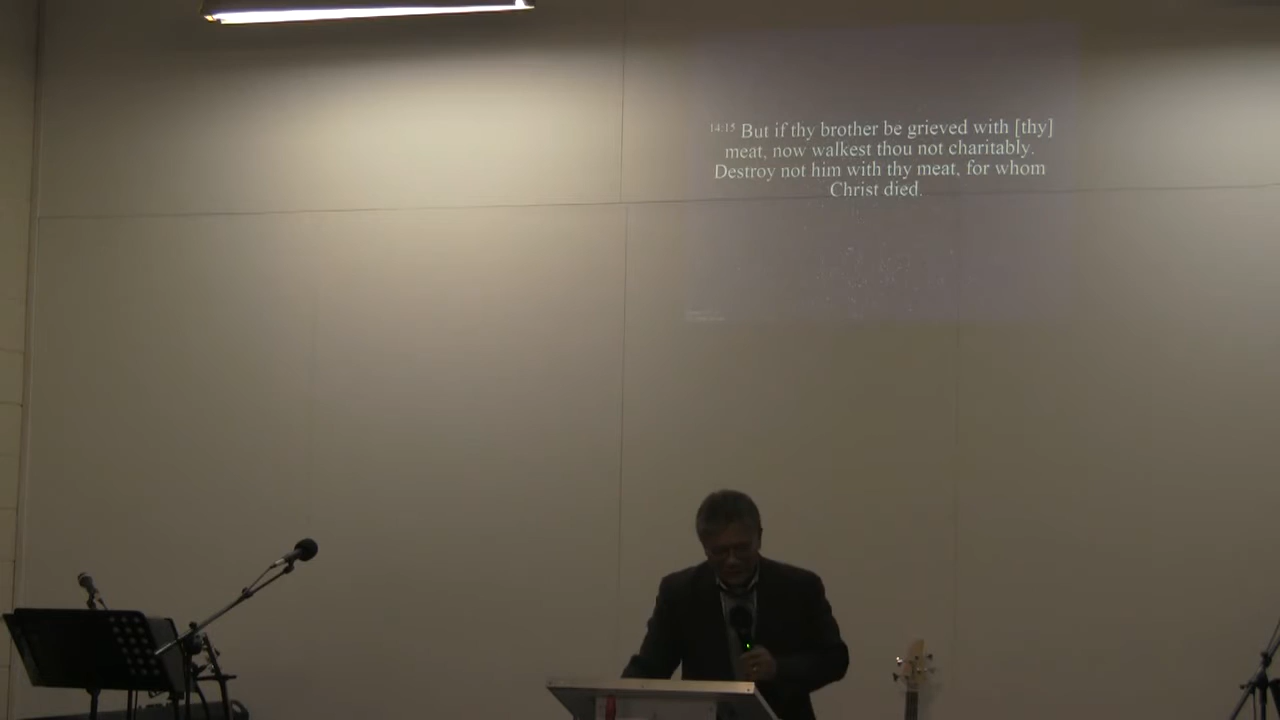 14:15 But if thy brother be grieved with [thy]
meat, now walkest thou not charitably.
Destroy not him with thy meat, for whom
Christ died.